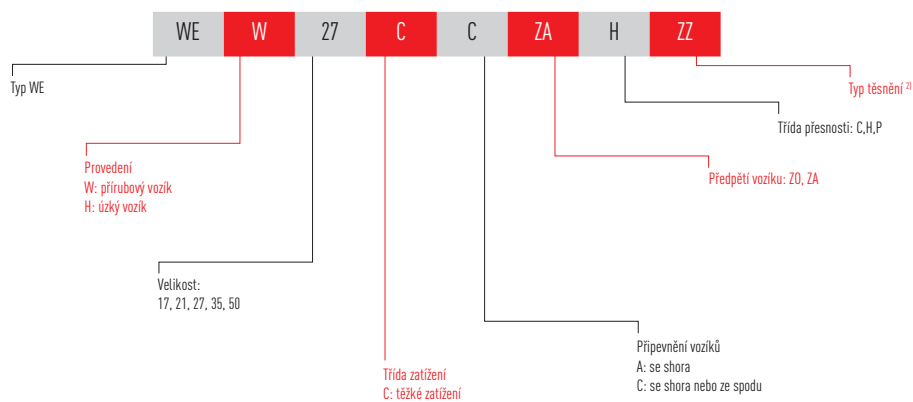 WE W 27 C C ZA H ZZ
Typ WE
Typ těsnění 2)
Třída přesnosti: C,H,P
Provedení
W: přírubový vozík
H: úzký vozík
Předpětí vozíku: Z0, ZA
Velikost:
17, 21, 27, 35, 50
Připevnění vozíků
A: se shora
C: se shora nebo ze spodu
Třída zatížení
C: těžké zatížení